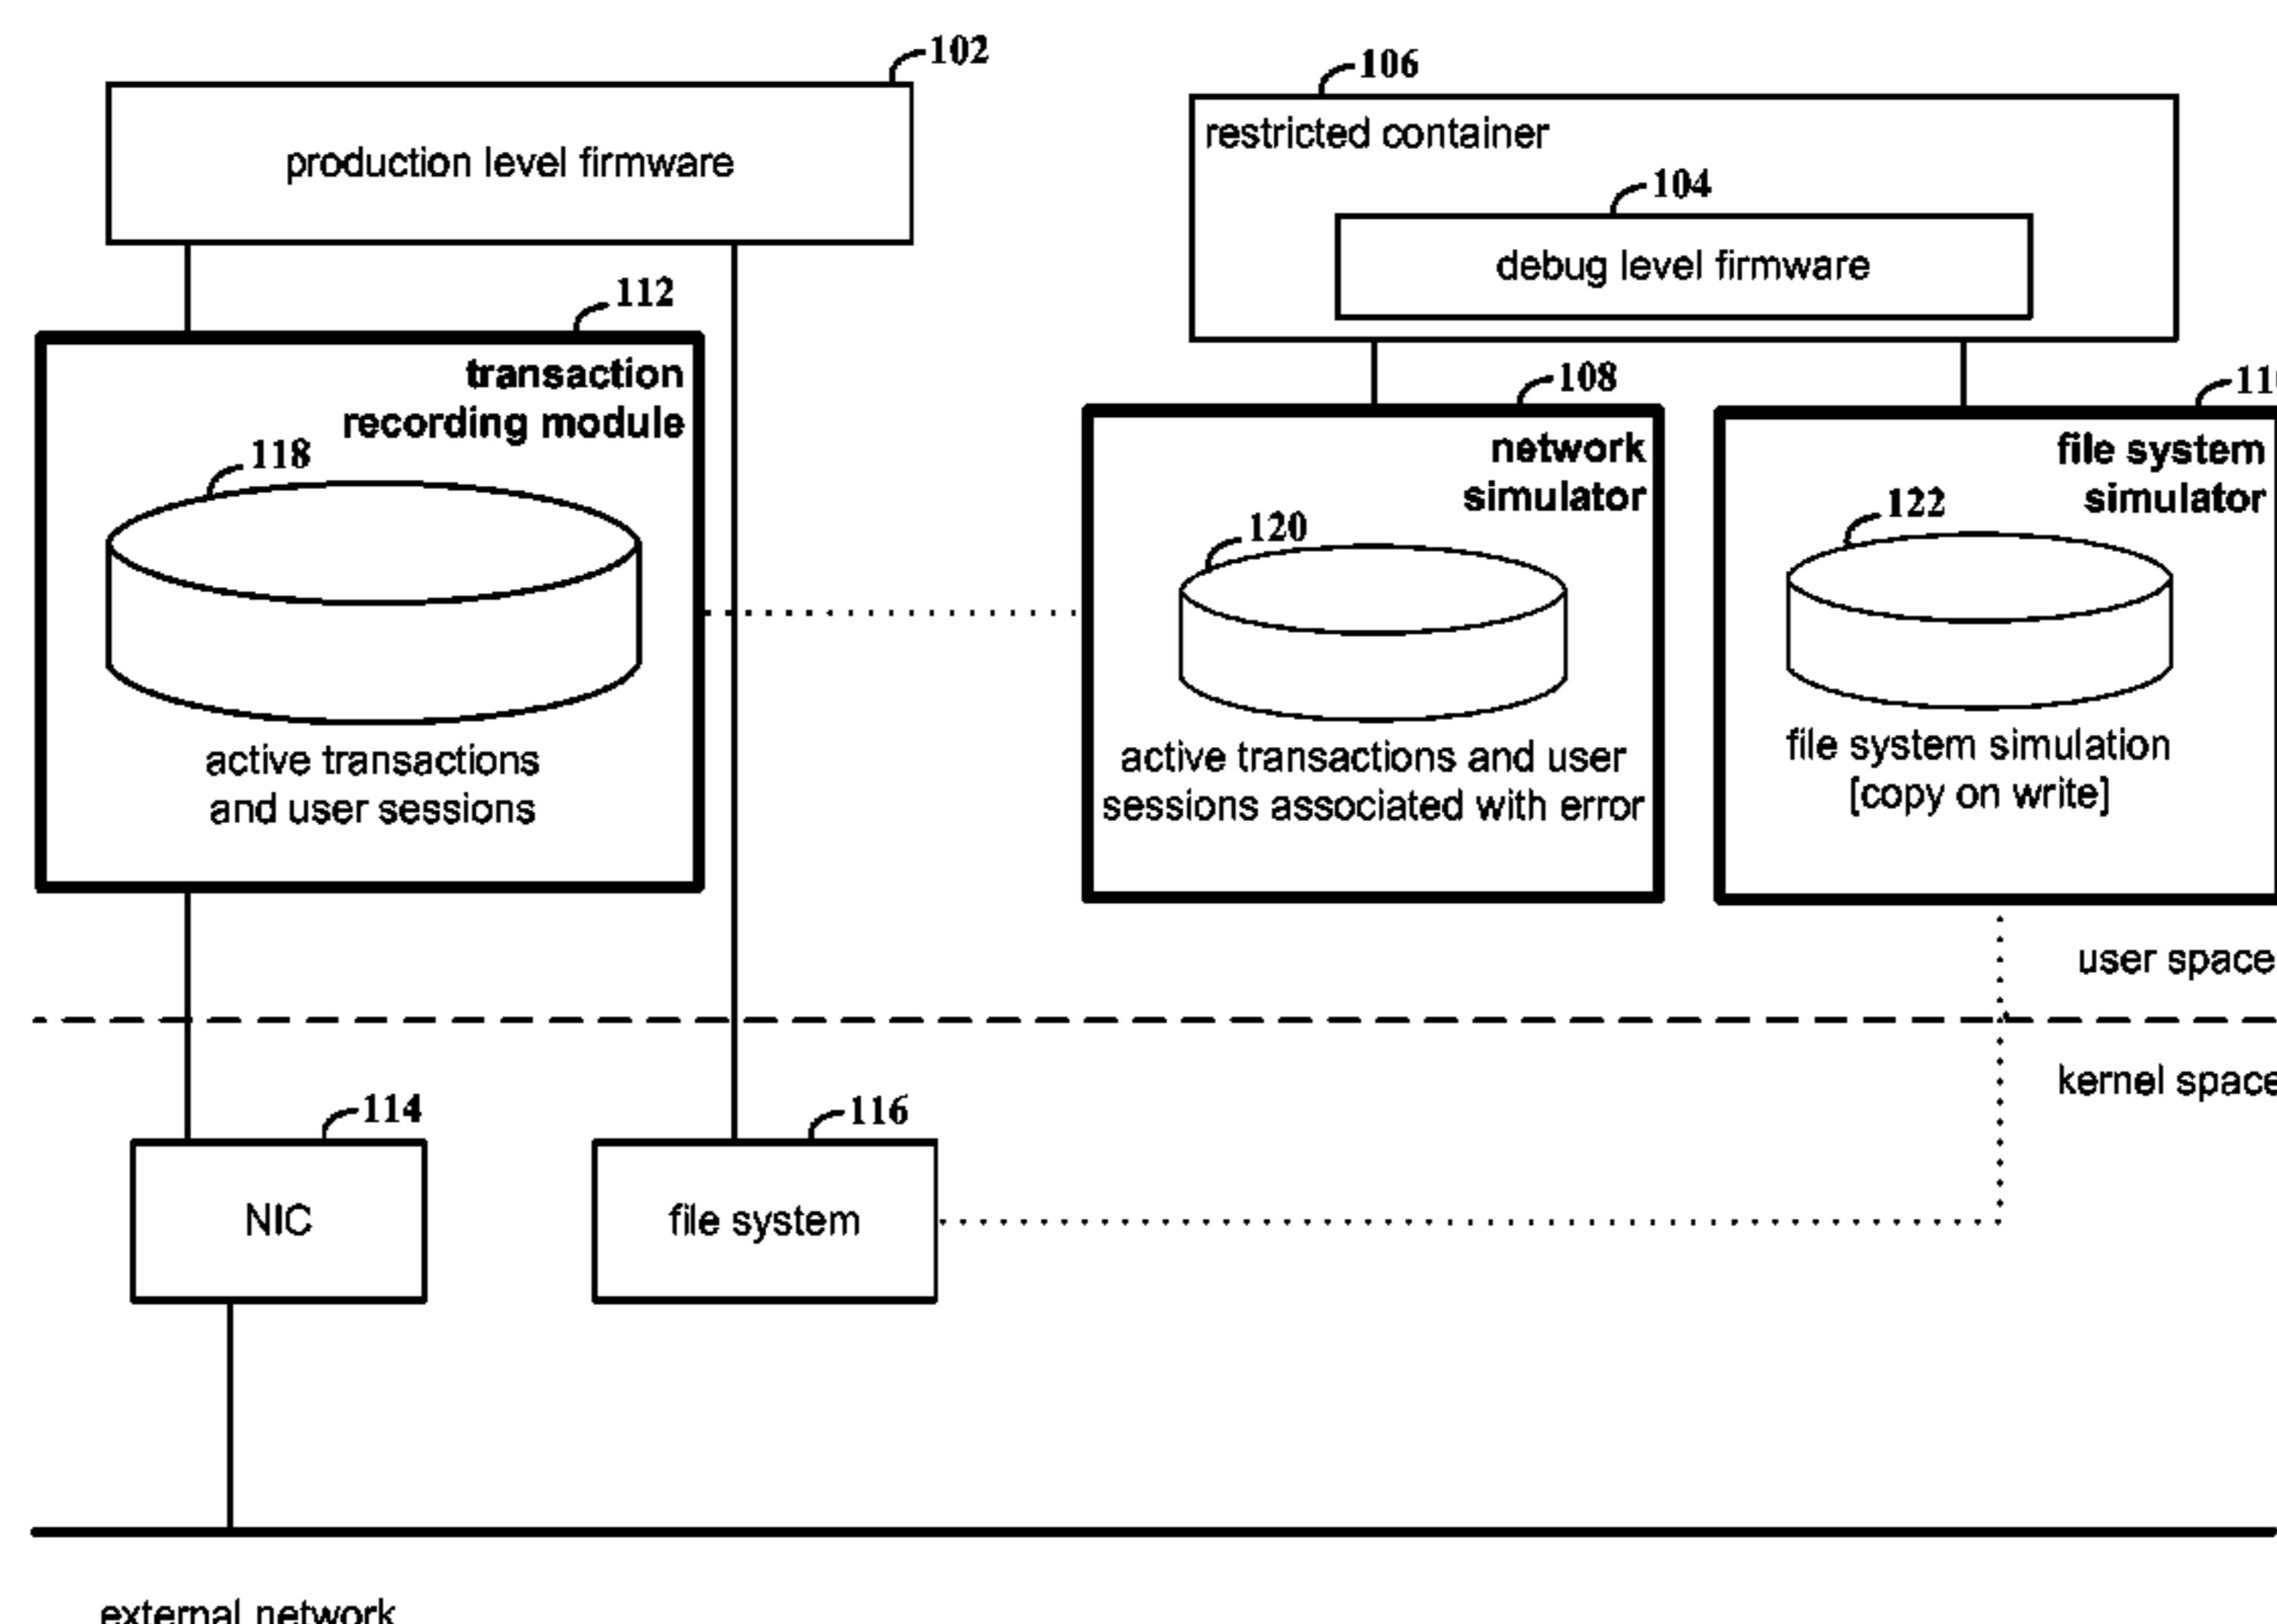 102
production level firmware
106
restricted container
104
debug level firmware
112
transaction
recording module
118
active transactions
and user sessions
108
network
simulator
120
active transactions and user
sessions associated with error
file system
simulator
122
file system simulation
[copy on write]
user space
kernel space
114
NIC
116
file system
external network